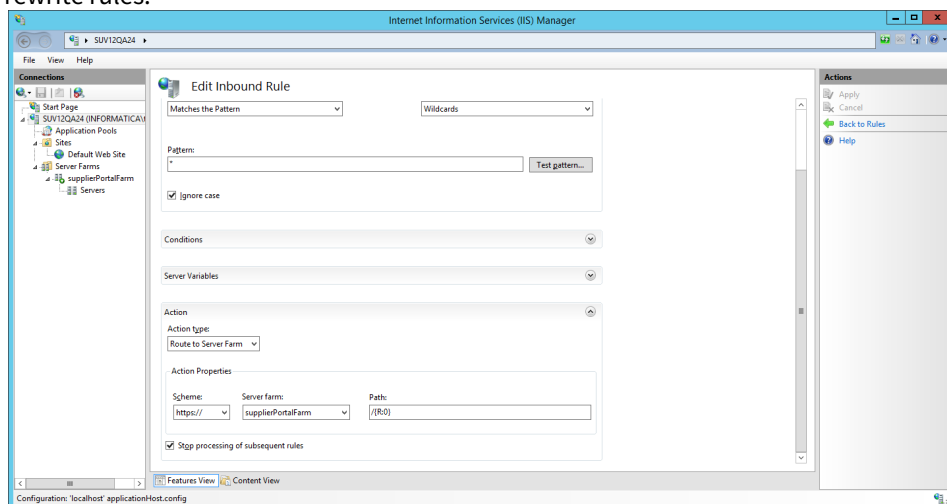 rewrite rules.
Internet Information Services (IIS) Manager
SUV12QA24
File View Help
Connections
Start Page
SUV12QA24 (INFORMATICA\
Application Pools
Sites
Default Web Site
Server Farms
supplierPortalFarm
Servers
Edit Inbound Rule
Matches the Pattern
Wildcards
Pattern:
*
Test pattern...
Ignore case
Conditions
Server Variables
Action
Action type:
Route to Server Farm
Action Properties
Scheme:
Server farm:
Path:
https://
supplierPortalFarm
/{R:0}
Stop processing of subsequent rules
Features View
Content View
Actions
Apply
Cancel
Back to Rules
Help
Configuration: 'localhost' applicationHost.config